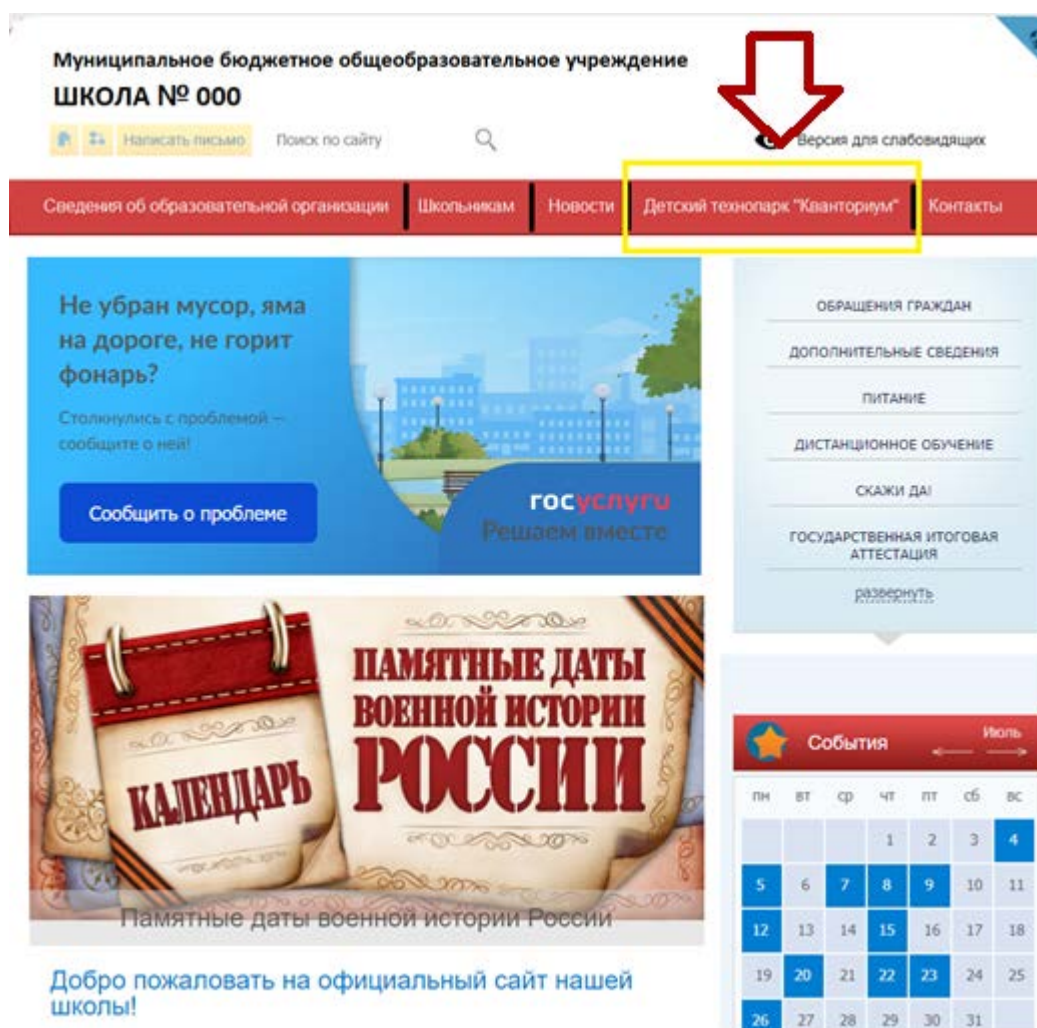 Муниципальное бюджетное общеобразовательное учреждение
ШКОЛА № 000
Написать письмо Поиск по сайту
Версия для слабовидящих
Сведения об образовательной организации Школьникам Новости Детский технопарк "Кванториум" Контакты
Не убран мусор, яма
на дороге, не горит
фонарь?
Столкнулись с проблемой —
сообщите о ней!
Сообщить о проблеме
госуслуги
Решаем вместе
ОБРАЩЕНИЯ ГРАЖДАН
ДОПОЛНИТЕЛЬНЫЕ СВЕДЕНИЯ
ПИТАНИЕ
ДИСТАНЦИОННОЕ ОБУЧЕНИЕ
СКАЖИ ДА!
ГОСУДАРСТВЕННАЯ ИТОГОВАЯ
АТТЕСТАЦИЯ
развернуть
ПАМЯТНЫЕ ДАТЫ
ВОЕННОЙ ИСТОРИИ
РОССИИ
КАЛЕНДАРЬ
Памятные даты военной истории России
Добро пожаловать на официальный сайт нашей
школы!
События Июль
пн вт ср чт пт сб вс
1 2 3 4
5 6 7 8 9 10 11
12 13 14 15 16 17 18
19 20 21 22 23 24 25
26 27 28 29 30 31